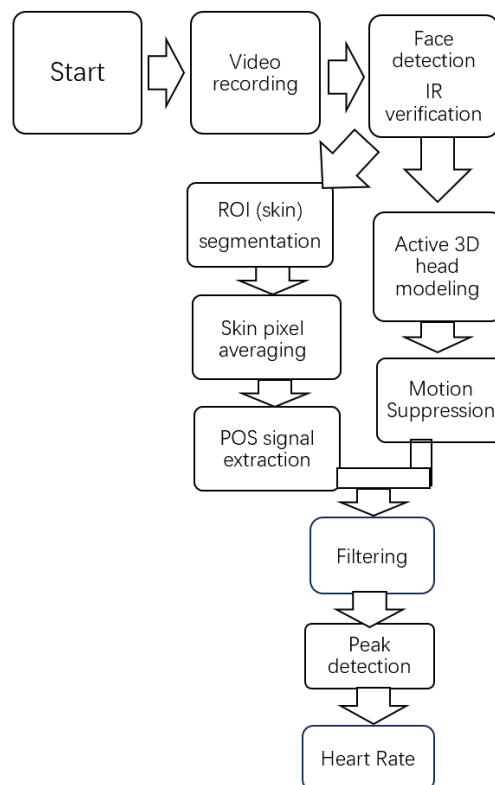 Start
Video
recording
Face
detection
IR
verification
ROI (skin)
segmentation
Active 3D
head
modeling
Skin pixel
averaging
Motion
Suppression
POS signal
extraction
Filtering
Peak
detection
Heart Rate